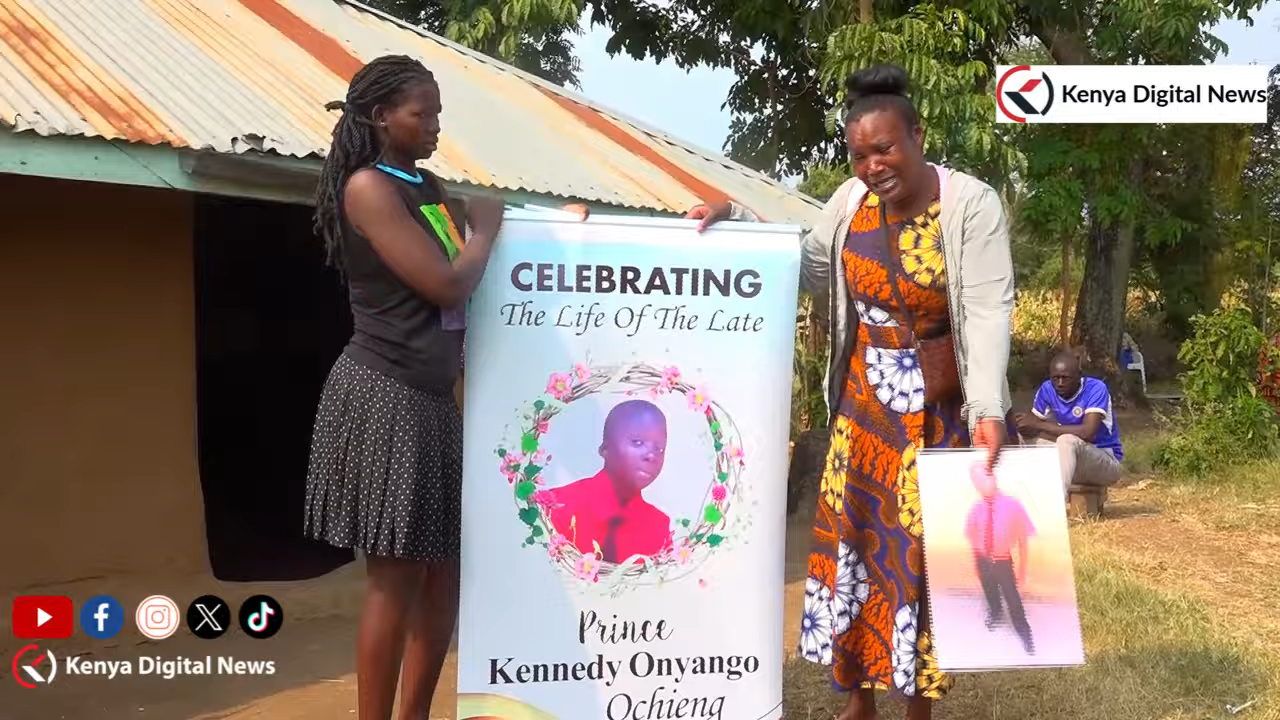 Kenya Digital News
CELEBRATING
The Life Of The Late
Prince
Kennedy Onyango
Ochieng
Kenya Digital News